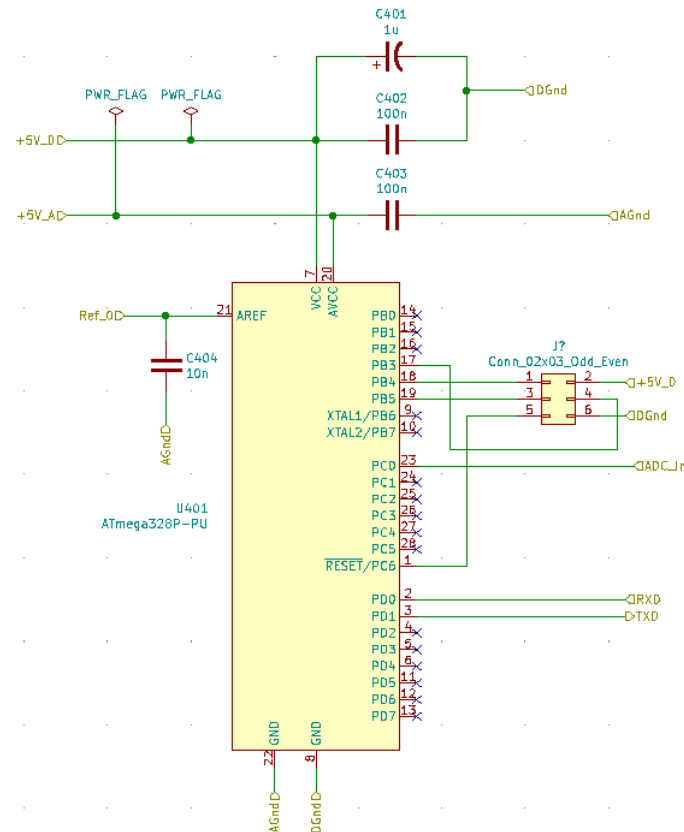 C401
1u
+
PWR_FLAG
PWR_FLAG
C402
100n
DGnd
+5V_D
C403
100n
+5V_A
AGnd
7
20
VCC
AVCC
Ref_0
21
AREF
C404
10n
AGnd
PB0
14
PB1
15
PB2
16
PB3
17
PB4
18
PB5
19
XTAL1/PB6
9
XTAL2/PB7
10
J?
Conn_02x03_Odd_Even
1
2
+5V_D
3
4
5
6
DGnd
PC0
23
ADC_In
PC1
24
PC2
25
PC3
26
PC4
27
PC5
28
RESET/PC6
1
U401
ATmega328P-PU
PD0
2
RXD
PD1
3
TXD
PD2
4
PD3
5
PD4
6
PD5
11
PD6
12
PD7
13
GND
22
GND
8
AGnd
DGnd